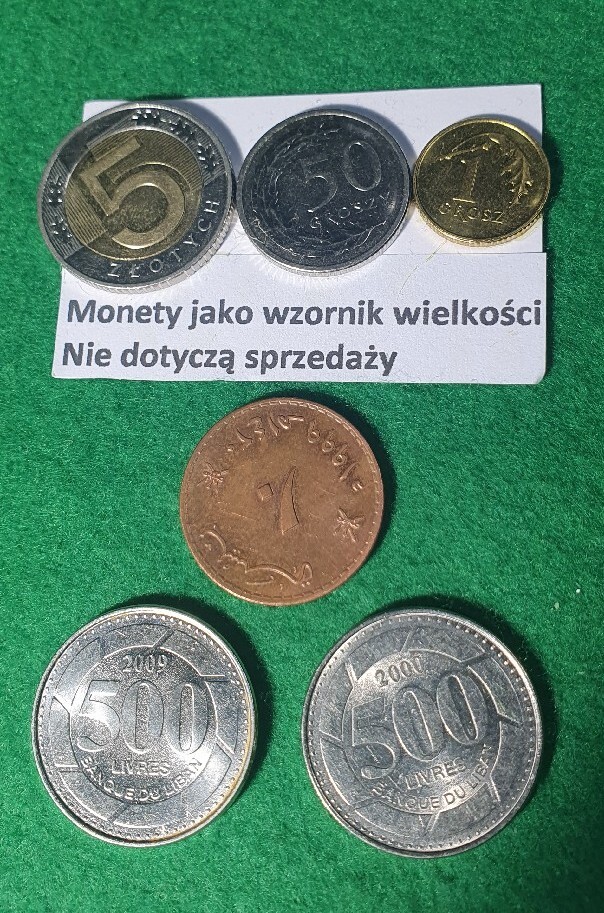 5
ZŁOTYCH
50
GROSZY
1
GROSZ
Monety jako wzornik wielkości
Nie dotyczą sprzedaży
2009
500
LIVRES
BANQUE DU LIBAN
2000
500
LIVRES
BANQUE DU LIBAN